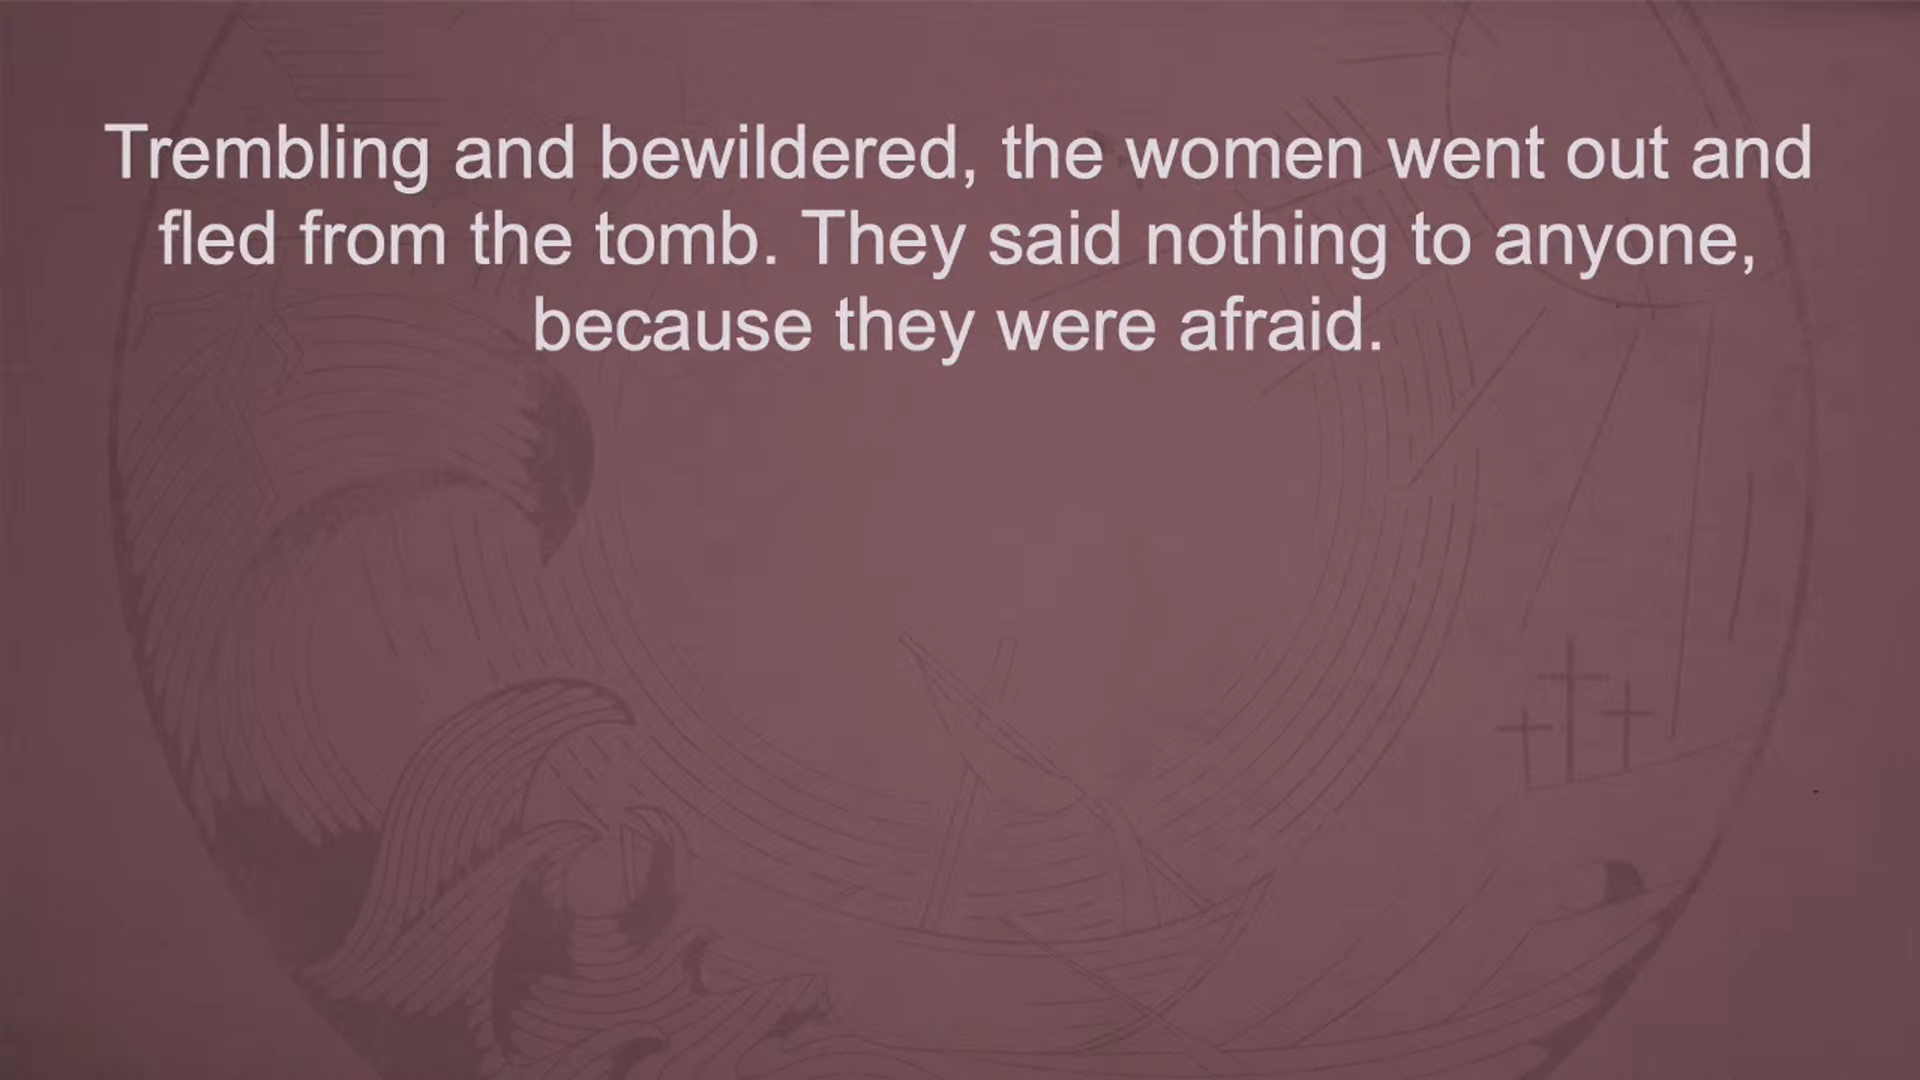 Trembling and bewildered, the women went out and
fled from the tomb. They said nothing to anyone,
because they were afraid.